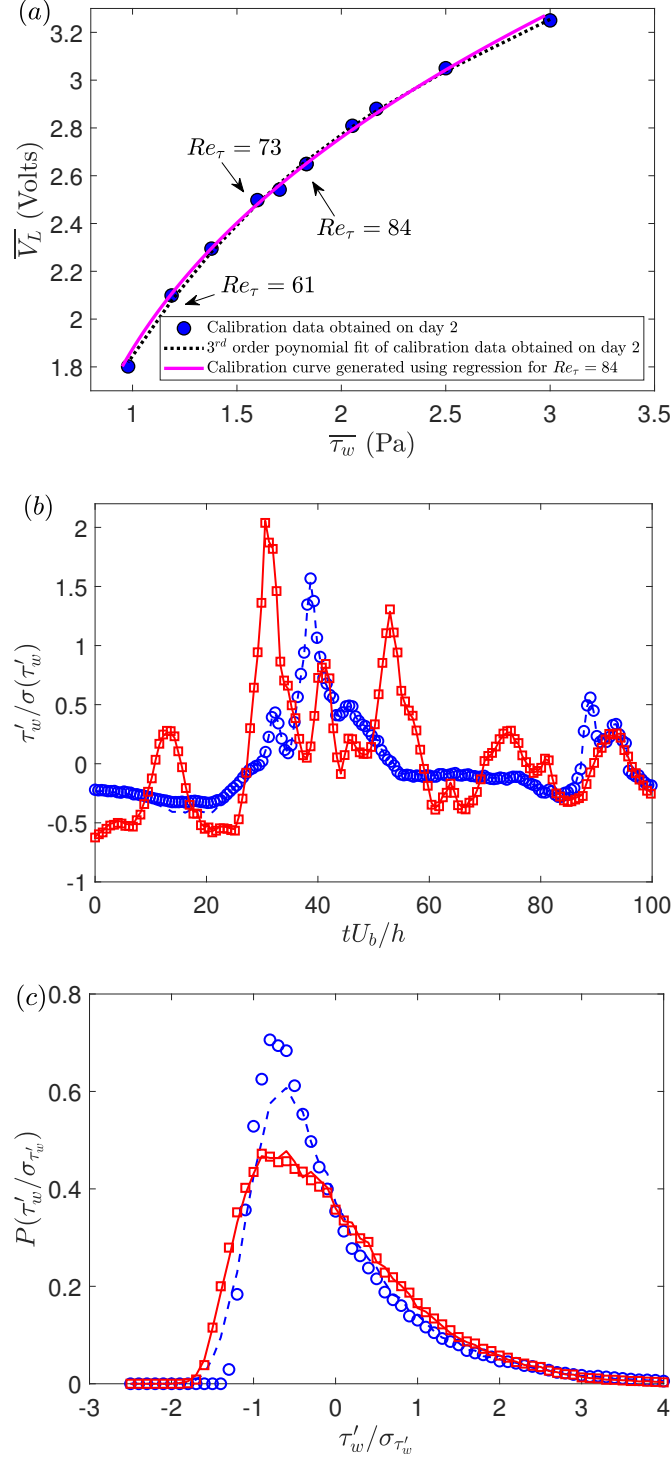 (a)
3.2
3
2.8
2.6
2.4
2.2
2
1.8
V_L (Volts)
Re_τ = 73
Re_τ = 84
Re_τ = 61
Calibration data obtained on day 2
3rd order poynomial fit of calibration data obtained on day 2
Calibration curve generated using regression for Re_τ = 84
1 1.5 2 2.5 3 3.5
τ_w (Pa)
(b)
2
1.5
1
0.5
0
-0.5
-1
τ′_w/σ(τ′_w)
0 20 40 60 80 100
tU_b/h
(c)
0.8
0.6
0.4
0.2
0
P(τ′_w/σ_τ′_w)
-3 -2 -1 0 1 2 3 4
τ′_w/σ_τ′_w